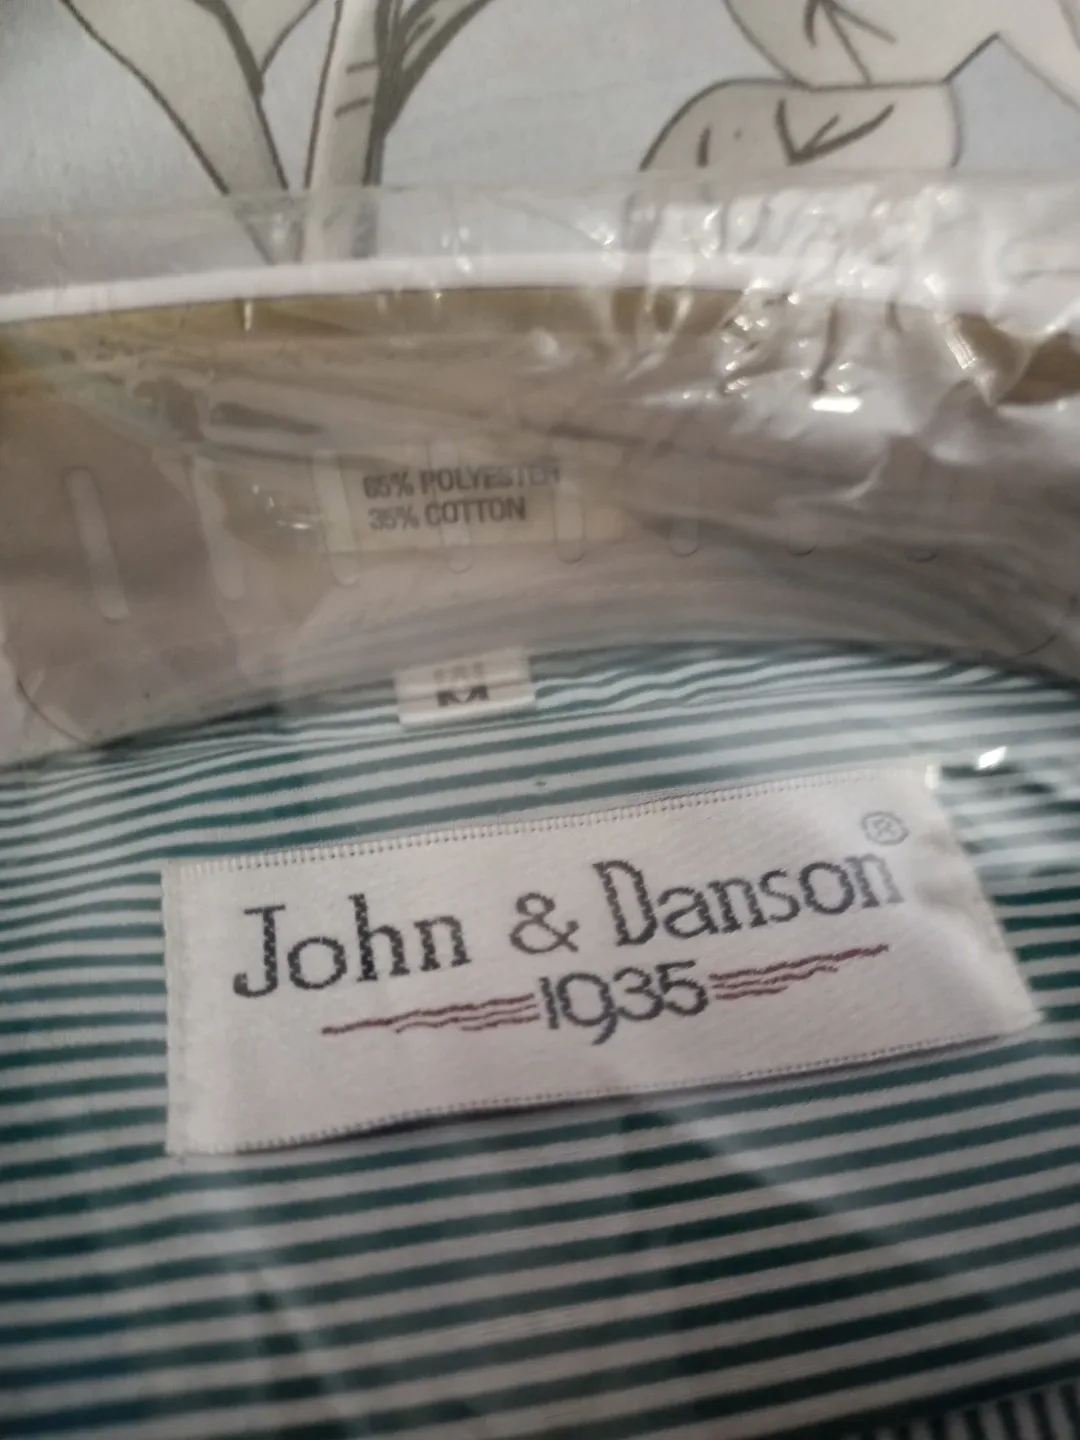 65% POLYESTER
35% COTTON
M
John & Danson®
1935